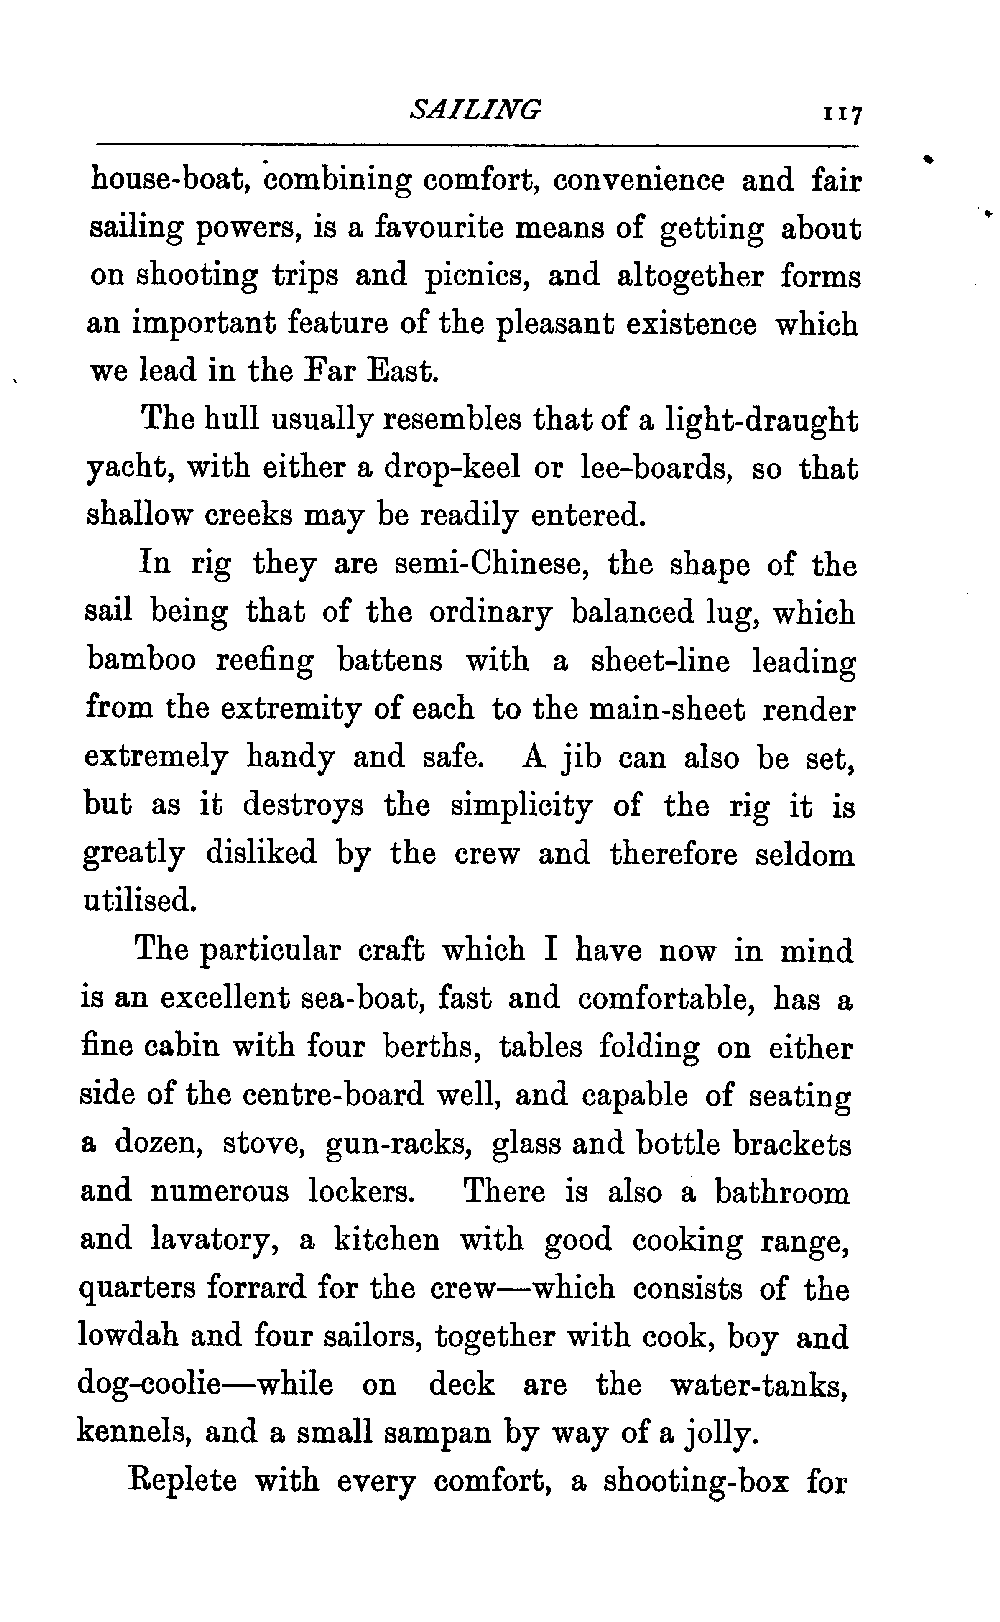 SAILING 117
house-boat, combining comfort, convenience and fair
sailing powers, is a favourite means of getting about
on shooting trips and picnics, and altogether forms
an important feature of the pleasant existence which
we lead in the Far East.
The hull usually resembles that of a light-draught
yacht, with either a drop-keel or lee-boards, so that
shallow creeks may be readily entered.
In rig they are semi-Chinese, the shape of the
sail being that of the ordinary balanced lug, which
bamboo reefing battens with a sheet-line leading
from the extremity of each to the main-sheet render
extremely handy and safe. A jib can also be set,
but as it destroys the simplicity of the rig it is
greatly disliked by the crew and therefore seldom
utilised.
The particular craft which I have now in mind
is an excellent sea-boat, fast and comfortable, has a
fine cabin with four berths, tables folding on either
side of the centre-board well, and capable of seating
a dozen, stove, gun-racks, glass and bottle brackets
and numerous lockers. There is also a bathroom
and lavatory, a kitchen with good cooking range,
quarters forrard for the crew—which consists of the
lowdah and four sailors, together with cook, boy and
dog-coolie—while on deck are the water-tanks,
kennels, and a small sampan by way of a jolly.
Replete with every comfort, a shooting-box for